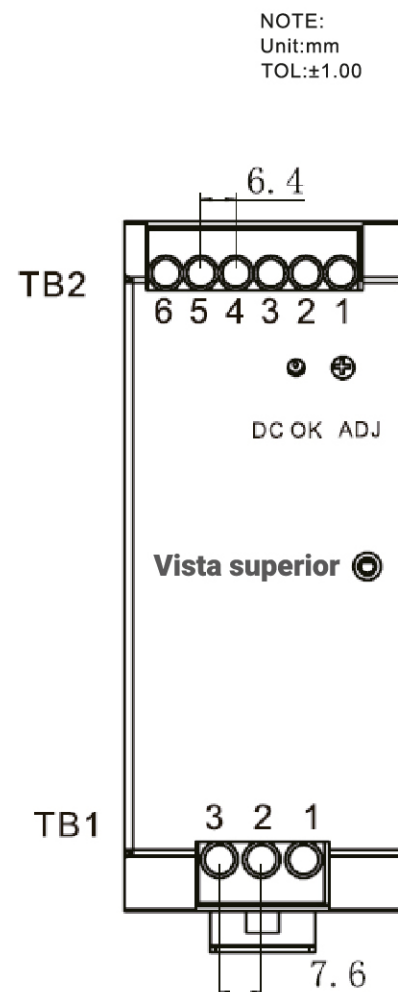 NOTE:
Unit:mm
TOL:±1.00
6.4
TB2
6 5 4 3 2 1
DC OK ADJ
Vista superior
TB1
3 2 1
7.6